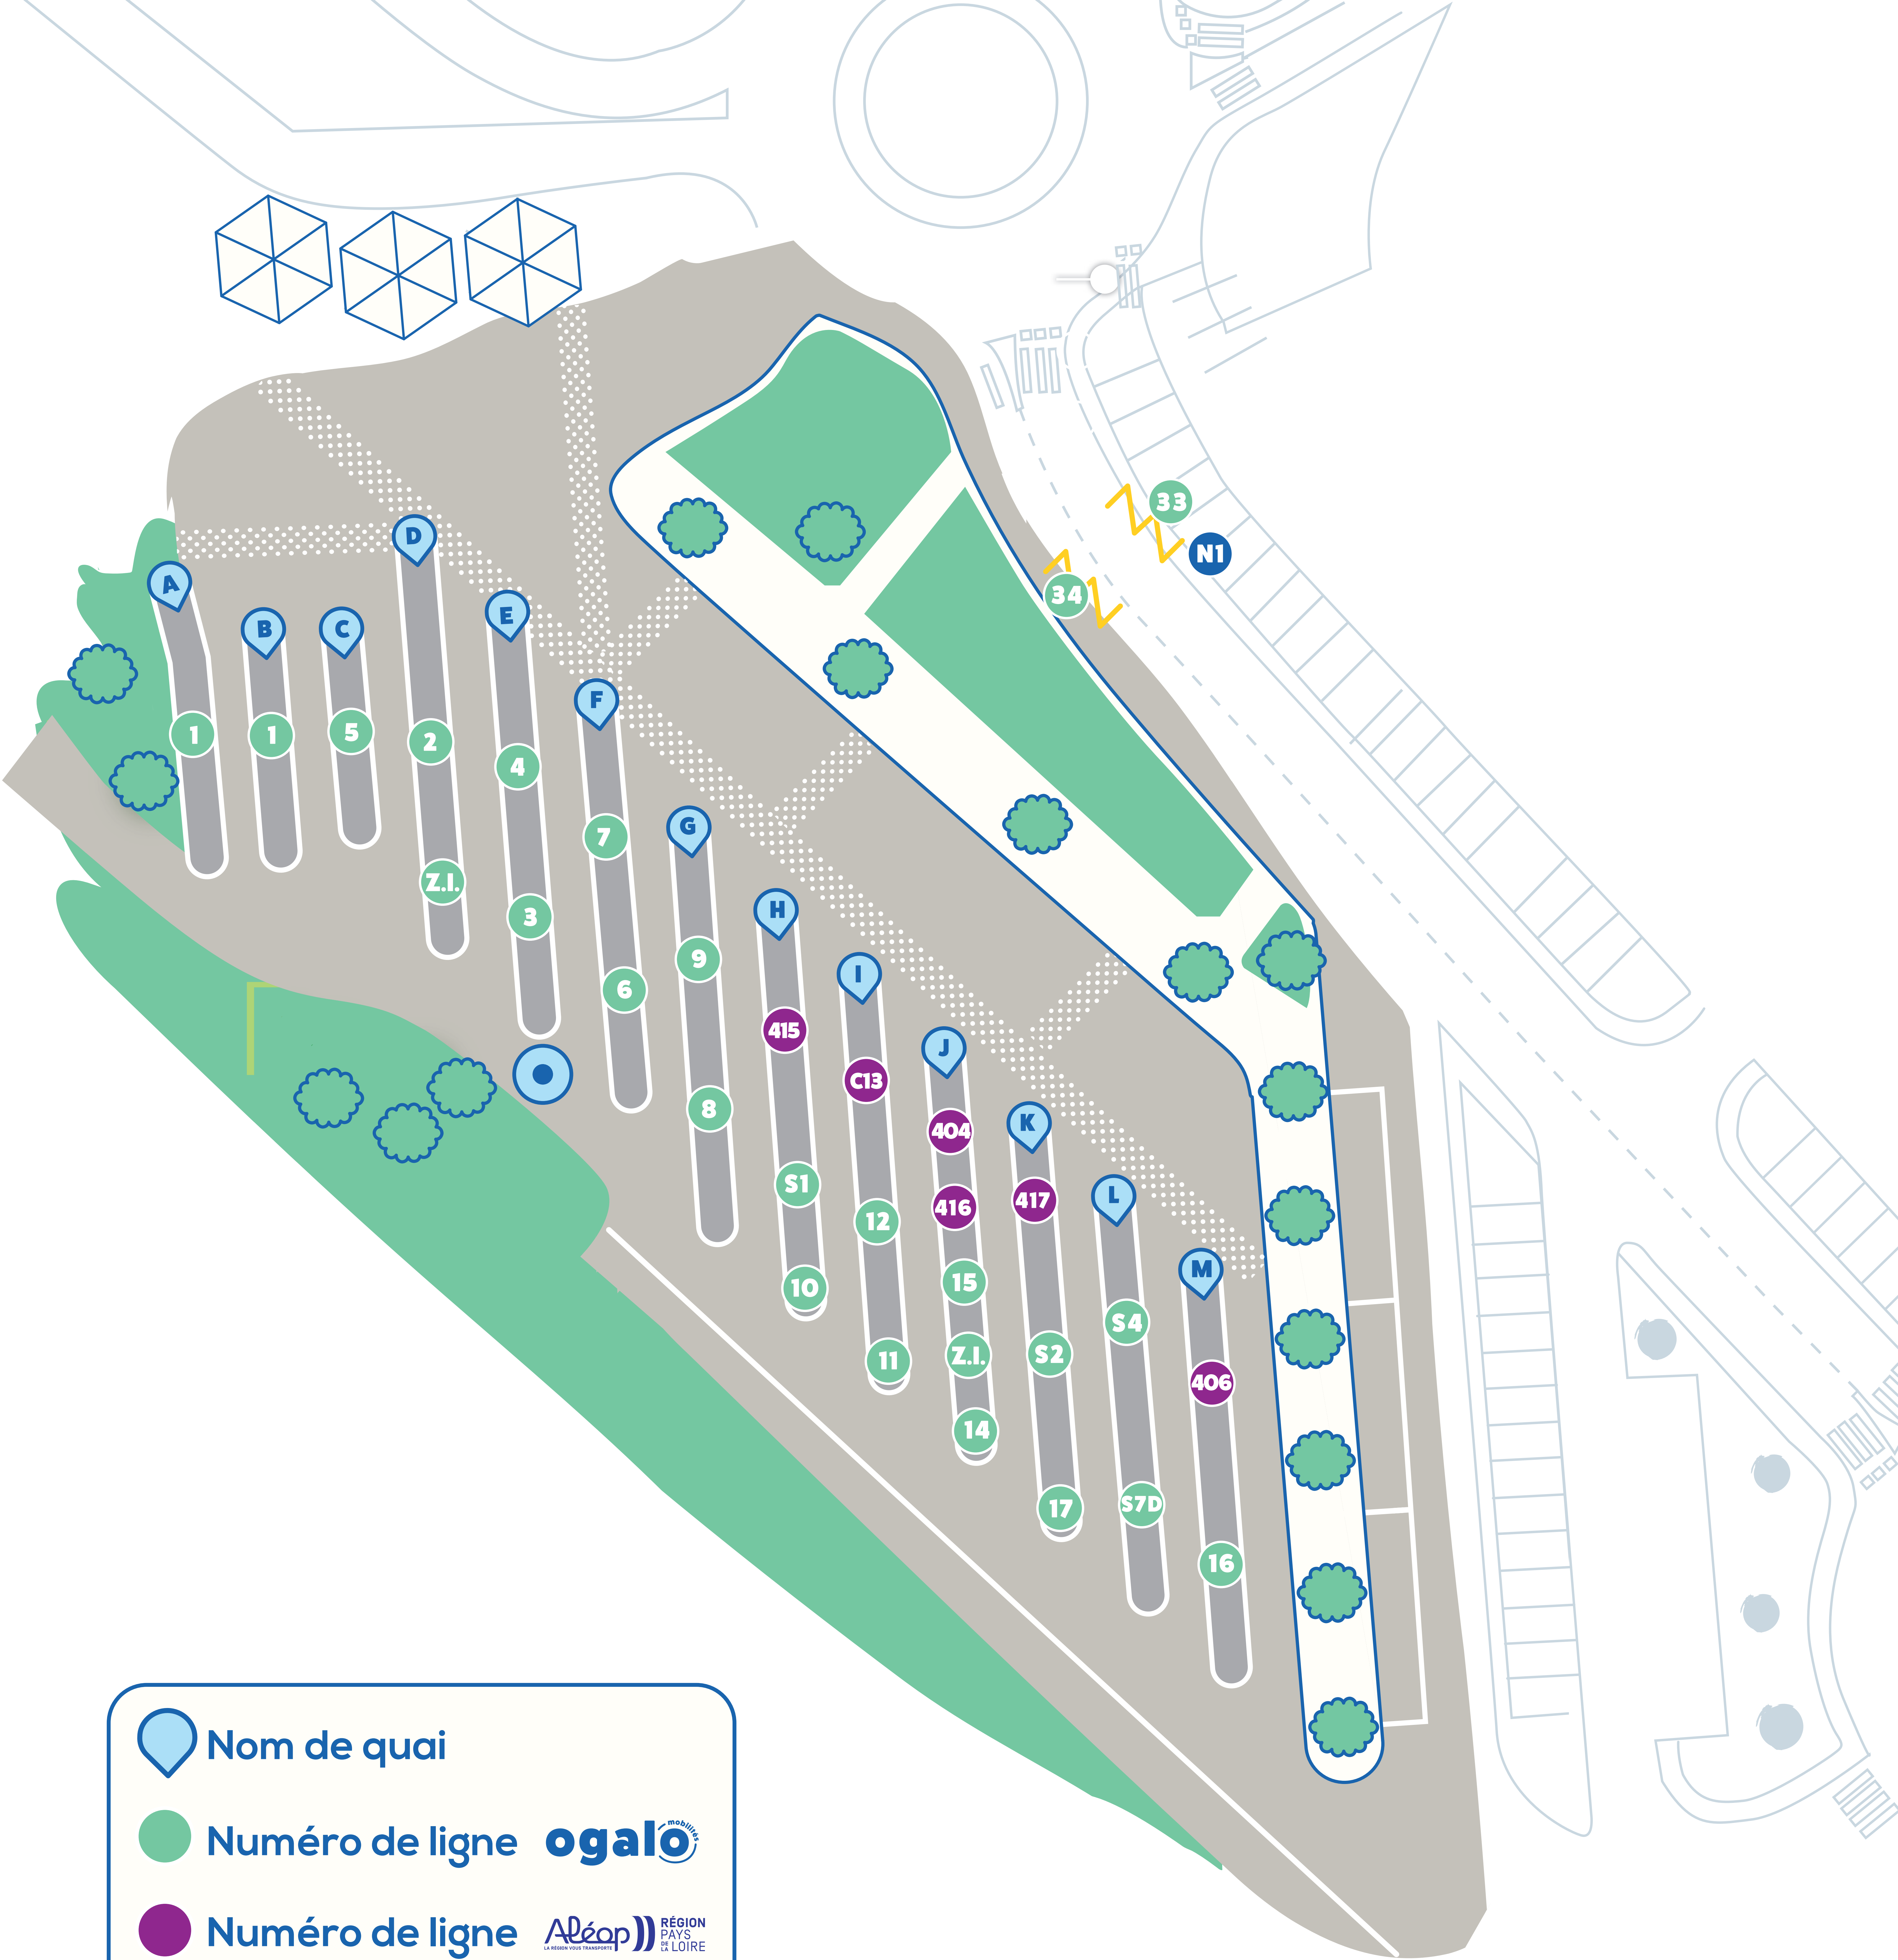 33
N1
34
A
B
C
D
E
F
G
H
I
J
K
L
M
1
1
5
2
Z.I.
4
3
7
6
9
8
415
S1
10
C13
12
11
404
416
15
Z.I.
14
417
S2
17
S4
S7D
406
16
Nom de quai
Numéro de ligne ogalo mobilités
Numéro de ligne Aléop RÉGION PAYS DE LA LOIRE
LA RÉGION VOUS TRANSPORTE